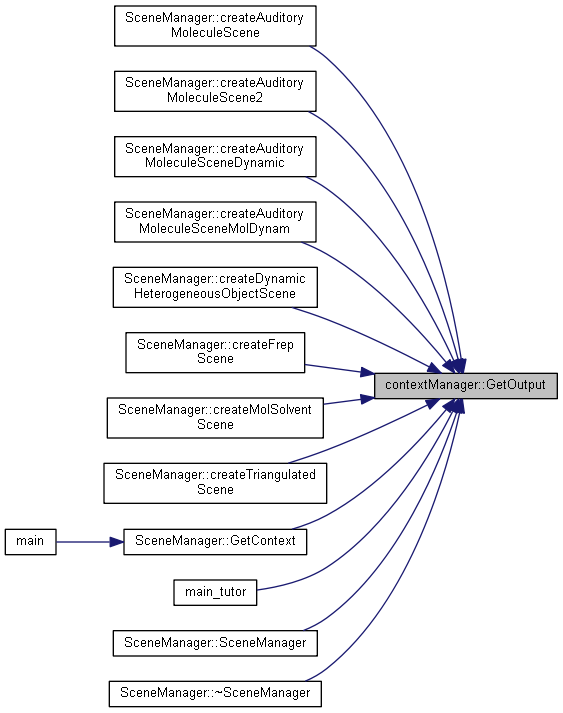 SceneManager::createAuditory
MoleculeScene
SceneManager::createAuditory
MoleculeScene2
SceneManager::createAuditory
MoleculeSceneDynamic
SceneManager::createAuditory
MoleculeSceneMolDynam
SceneManager::createDynamic
HeterogeneousObjectScene
SceneManager::createFrep
Scene
contextManager::GetOutput
SceneManager::createMolSolvent
Scene
SceneManager::createTriangulated
Scene
main
SceneManager::GetContext
main_tutor
SceneManager::SceneManager
SceneManager::~SceneManager